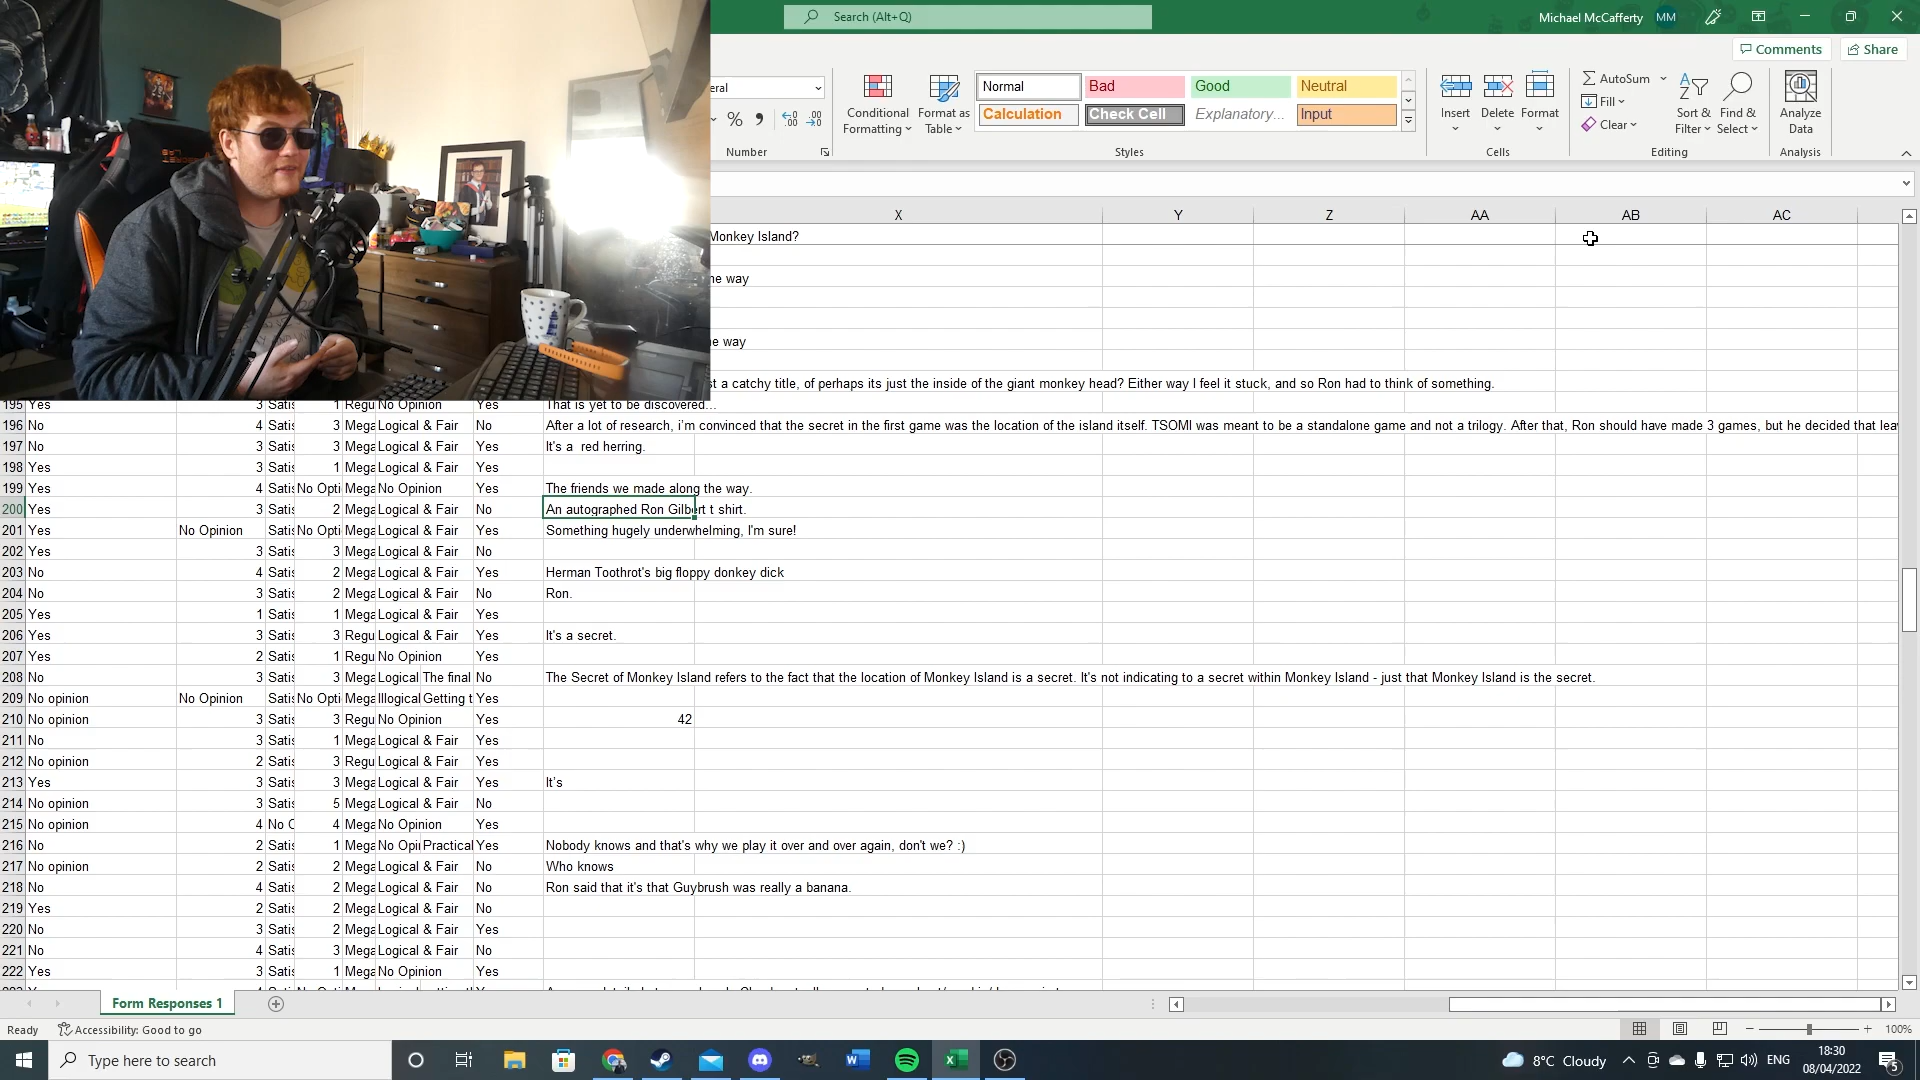 Search (Alt+Q)
Michael McCafferty MM
Comments Share
Conditional Formatting
Format as Table
Normal Bad Good Neutral
Calculation Check Cell Explanatory... Input
Insert Delete Format
AutoSum
Fill
Clear
Sort & Filter
Find & Select
Analyze Data
Number Styles Cells Editing Analysis
X Y Z AA AB AC
Monkey Island?
the way
the way
a catchy title, of perhaps its just the inside of the giant monkey head? Either way I feel it stuck, and so Ron had to think of something.
195 Yes 3 Satis 1 Regu No Opinion Yes That is yet to be discovered...
196 No 4 Satis 3 Mega Logical & Fair No After a lot of research, i'm convinced that the secret in the first game was the location of the island itself. TSOMI was meant to be a standalone game and not a trilogy. After that, Ron should have made 3 games, but he decided that lea
197 No 3 Satis 3 Mega Logical & Fair Yes It's a  red herring.
198 Yes 3 Satis 1 Mega Logical & Fair Yes
199 Yes 4 Satis No Opti Mega No Opinion Yes The friends we made along the way.
200 Yes 3 Satis 2 Mega Logical & Fair No An autographed Ron Gilbert t shirt.
201 Yes No Opinion Satis No Opti Mega Logical & Fair Yes Something hugely underwhelming, I'm sure!
202 Yes 3 Satis 3 Mega Logical & Fair No
203 No 4 Satis 2 Mega Logical & Fair Yes Herman Toothrot's big floppy donkey dick
204 No 3 Satis 2 Mega Logical & Fair No Ron.
205 Yes 1 Satis 1 Mega Logical & Fair Yes
206 Yes 3 Satis 3 Regu Logical & Fair Yes It's a secret.
207 Yes 2 Satis 1 Regu No Opinion Yes
208 No 3 Satis 3 Mega Logical The final No The Secret of Monkey Island refers to the fact that the location of Monkey Island is a secret. It's not indicating to a secret within Monkey Island - just that Monkey Island is the secret.
209 No opinion No Opinion Satis No Opti Mega Illogical Getting t Yes
210 No opinion 3 Satis 3 Regu No Opinion Yes 42
211 No 3 Satis 1 Mega Logical & Fair Yes
212 No opinion 2 Satis 3 Regu Logical & Fair Yes
213 Yes 3 Satis 3 Mega Logical & Fair Yes It's
214 No opinion 3 Satis 5 Mega Logical & Fair No
215 No opinion 4 No C 4 Mega No Opinion Yes
216 No 2 Satis 1 Mega No Opi Practical Yes Nobody knows and that's why we play it over and over again, don't we? :)
217 No opinion 2 Satis 2 Mega Logical & Fair No Who knows
218 No 4 Satis 2 Mega Logical & Fair No Ron said that it's that Guybrush was really a banana.
219 Yes 2 Satis 2 Mega Logical & Fair No
220 No 3 Satis 2 Mega Logical & Fair Yes
221 No 4 Satis 3 Mega Logical & Fair No
222 Yes 3 Satis 1 Mega No Opinion Yes
Form Responses 1
Ready Accessibility: Good to go 100%
Type here to search
8°C Cloudy ENG 18:30
08/04/2022 5